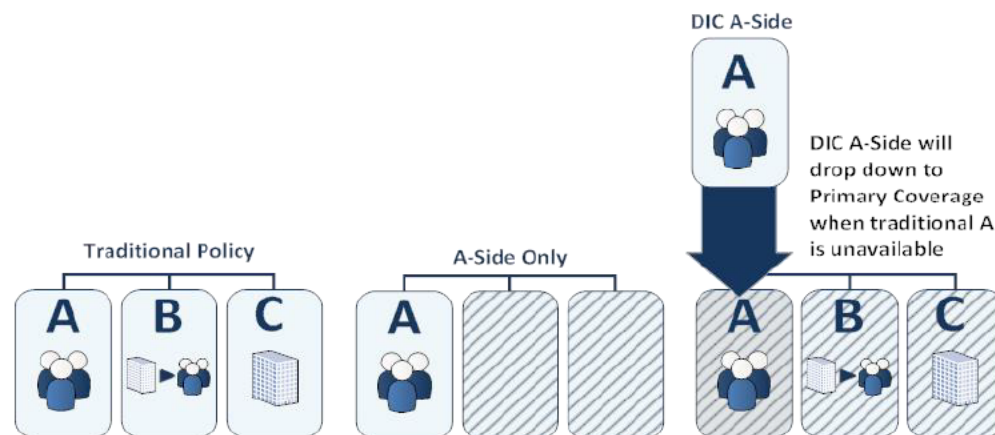 DIC A-Side
A
DIC A-Side will
drop down to
Primary Coverage
when traditional A
is unavailable
Traditional Policy
A-Side Only
A
B
C
A
A
B
C